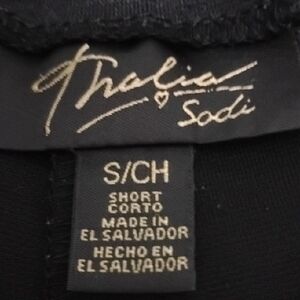 Thalia
Sodi
S/CH
SHORT
CORTO
MADE IN
EL SALVADOR
HECHO EN
EL SALVADOR